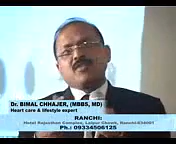 Dr. BIMAL CHHAJER, (MBBS, MD)
Heart care & lifestyle expert
RANCHI:
Hotel Rajasthan Complex, Lalpur Chowk, Ranchi-834001
Ph.: 09334506125